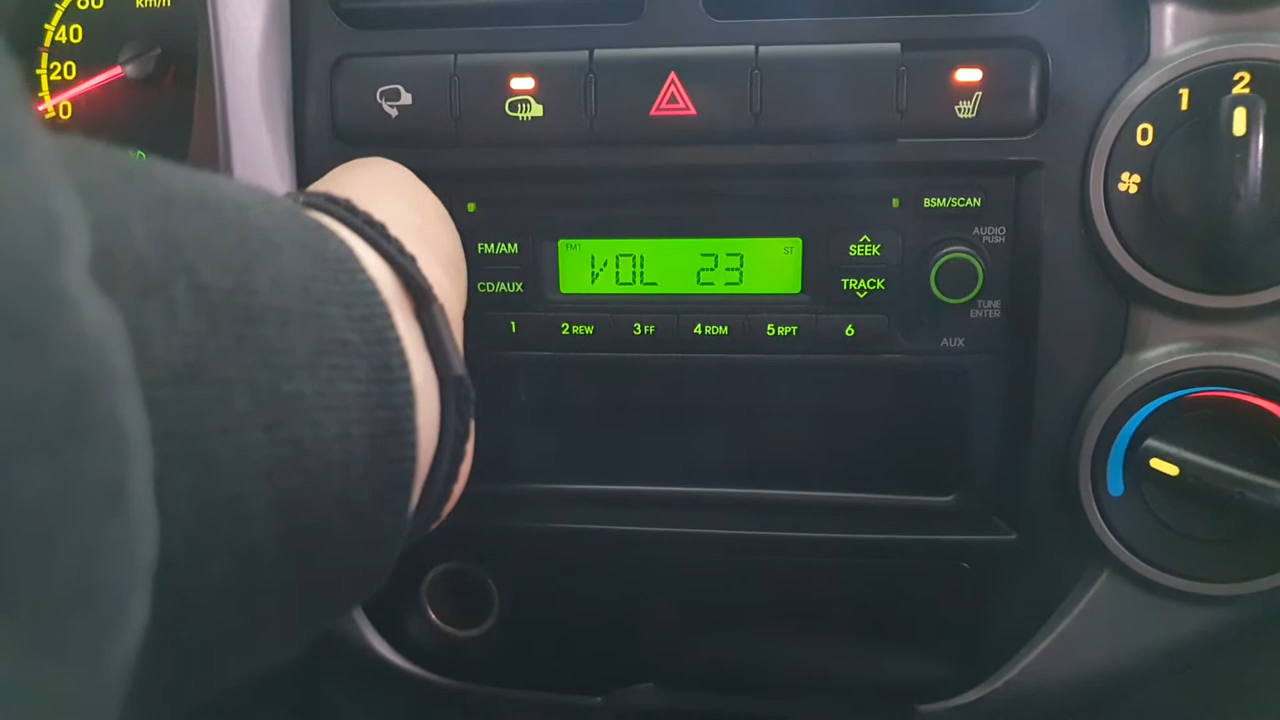 60
km/h
40
20
0
0
1
2
BSM/SCAN
FM/AM
FM1
VOL 23
ST
SEEK
AUDIO
PUSH
CD/AUX
TRACK
TUNE
ENTER
1
2 REW
3 FF
4 RDM
5 RPT
6
AUX